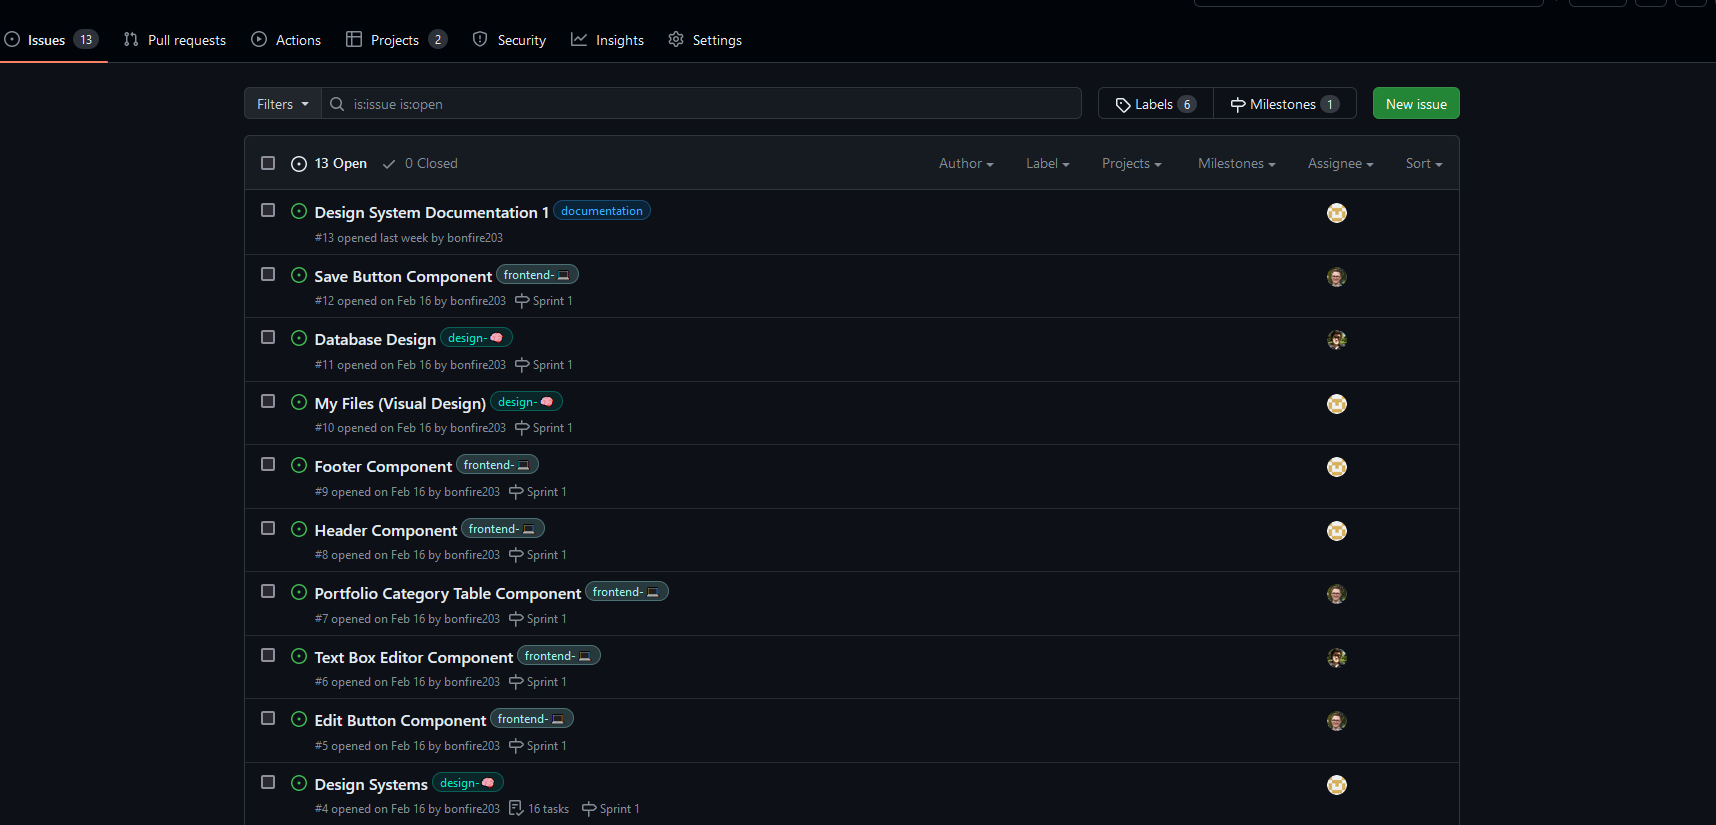 Issues 13 Pull requests Actions Projects 2 Security Insights Settings
Filters is:issue is:open Labels 6 Milestones 1 New issue
13 Open 0 Closed Author Label Projects Milestones Assignee Sort
Design System Documentation 1 documentation
#13 opened last week by bonfire203
Save Button Component frontend-💻
#12 opened on Feb 16 by bonfire203 Sprint 1
Database Design design-🧠
#11 opened on Feb 16 by bonfire203 Sprint 1
My Files (Visual Design) design-🧠
#10 opened on Feb 16 by bonfire203 Sprint 1
Footer Component frontend-💻
#9 opened on Feb 16 by bonfire203 Sprint 1
Header Component frontend-💻
#8 opened on Feb 16 by bonfire203 Sprint 1
Portfolio Category Table Component frontend-💻
#7 opened on Feb 16 by bonfire203 Sprint 1
Text Box Editor Component frontend-💻
#6 opened on Feb 16 by bonfire203 Sprint 1
Edit Button Component frontend-💻
#5 opened on Feb 16 by bonfire203 Sprint 1
Design Systems design-🧠
#4 opened on Feb 16 by bonfire203 16 tasks Sprint 1